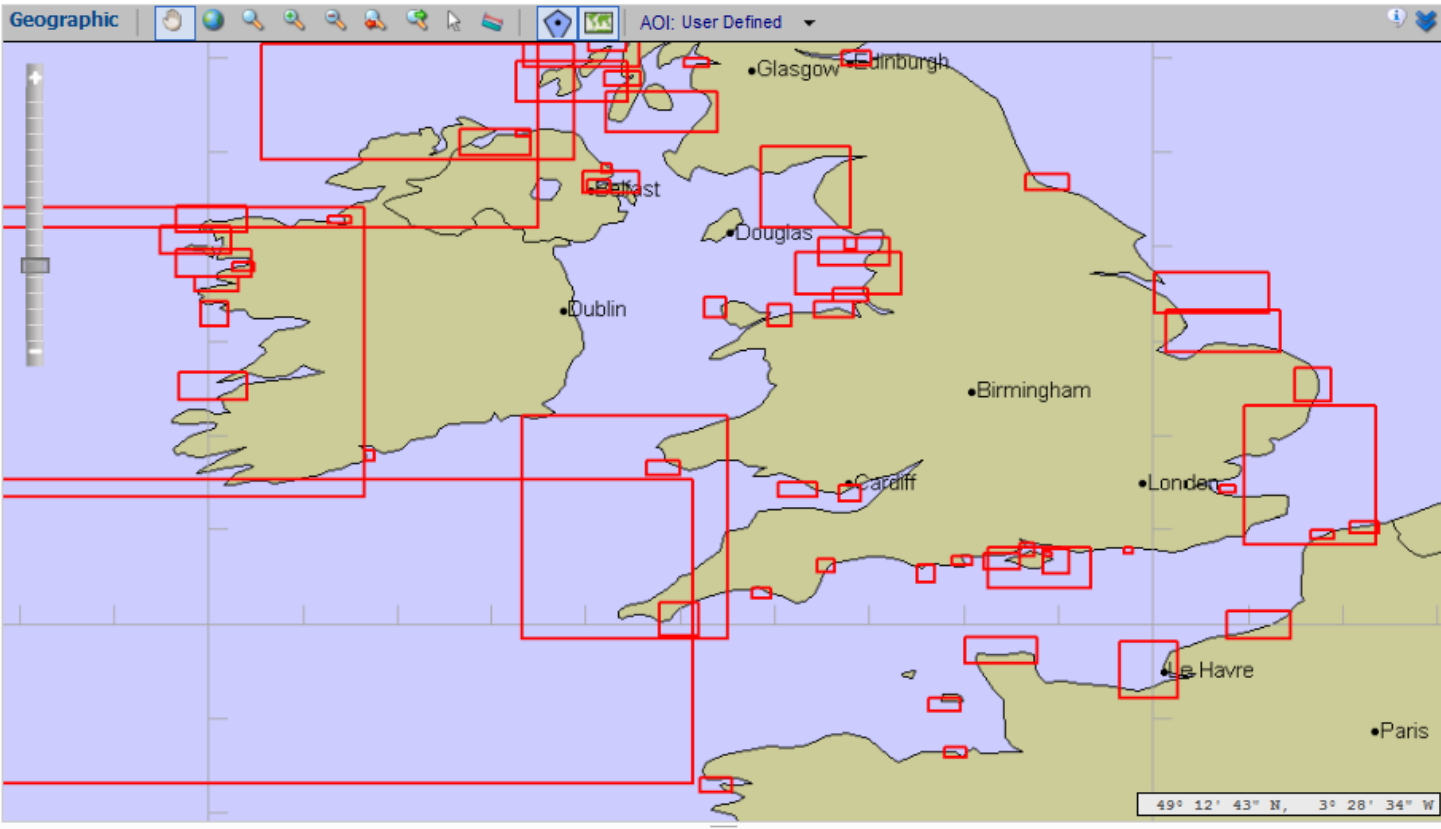 Geographic
AOI: User Defined
Glasgow
Edinburgh
Belfast
Douglas
Dublin
Birmingham
Cardiff
London
Le Havre
Paris
49° 12' 43" N, 3° 28' 34" W